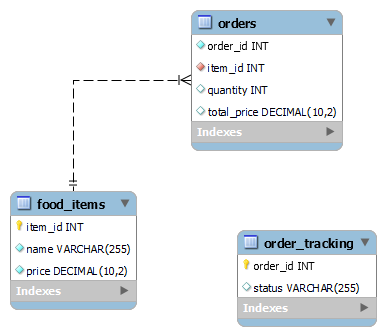 orders
order_id INT
item_id INT
quantity INT
total_price DECIMAL(10,2)
Indexes
food_items
item_id INT
name VARCHAR(255)
price DECIMAL(10,2)
Indexes
order_tracking
order_id INT
status VARCHAR(255)
Indexes